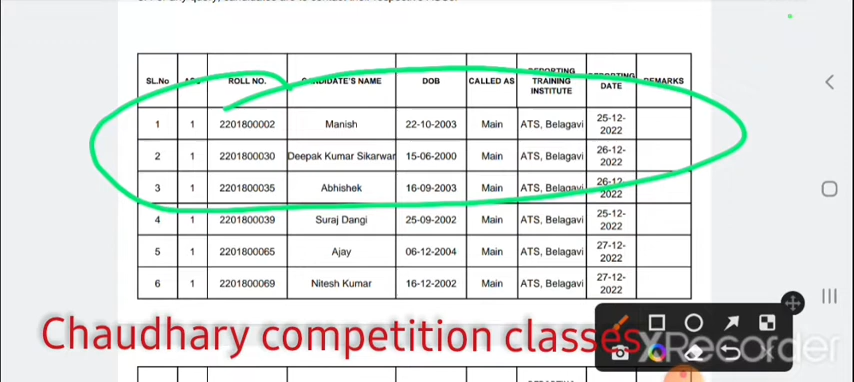 SL.No ROLL NO. CANDIDATE'S NAME DOB CALLED AS REPORTING TRAINING INSTITUTE REPORTING DATE REMARKS
1 1 2201800002 Manish 22-10-2003 Main ATS, Belagavi 25-12-2022
2 1 2201800030 Deepak Kumar Sikarwar 15-06-2000 Main ATS, Belagavi 26-12-2022
3 1 2201800035 Abhishek 16-09-2003 Main ATS, Belagavi 26-12-2022
4 1 2201800039 Suraj Dangi 25-09-2002 Main ATS, Belagavi 25-12-2022
5 1 2201800065 Ajay 06-12-2004 Main ATS, Belagavi 27-12-2022
6 1 2201800069 Nitesh Kumar 16-12-2002 Main ATS, Belagavi 27-12-2022
Chaudhary competition classes
XRecorder